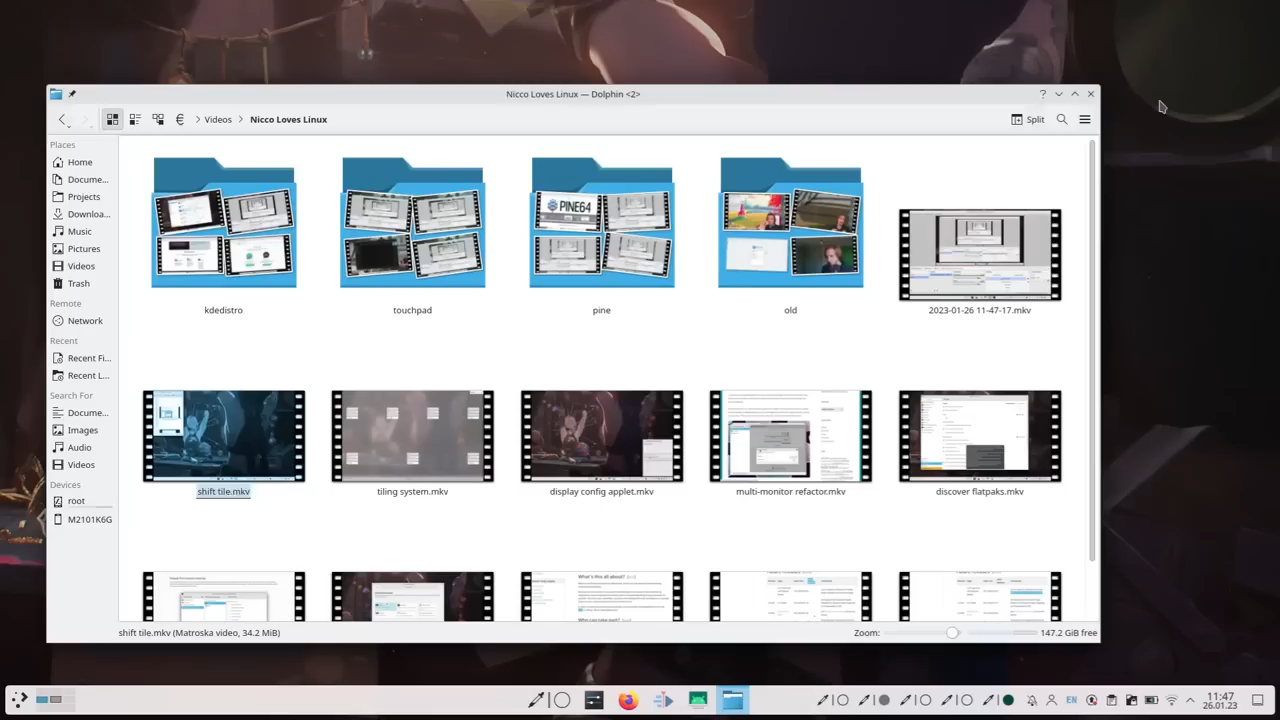 Nicco Loves Linux — Dolphin <2>
Videos
Nicco Loves Linux
Split
Places
Home
Docume...
Projects
Downloa...
Music
Pictures
Videos
Trash
Remote
Network
Recent
Recent Fi...
Recent L...
Search For
Docume...
Images
Audio
Videos
Devices
root
M2101K6G
PINE64
kdedistro
touchpad
pine
old
2023-01-26 11-47-17.mkv
shift tile.mkv
tiling system.mkv
display config applet.mkv
multi-monitor refactor.mkv
discover flatpaks.mkv
What's this all about?
shift tile.mkv (Matroska video, 34.2 MiB)
Zoom:
147.2 GiB free
EN
11:47
26.01.23